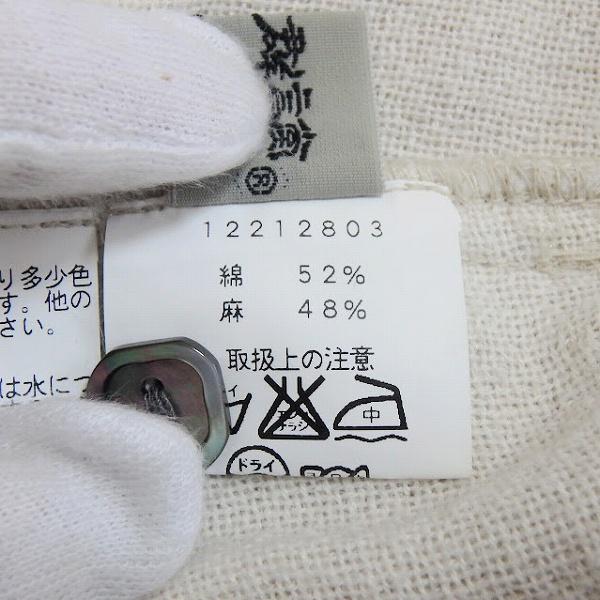 ®
12212803
綿 52%
麻 48%
取扱上の注意
中
ドライ
り多少色
す。他の
さい。
は水につ